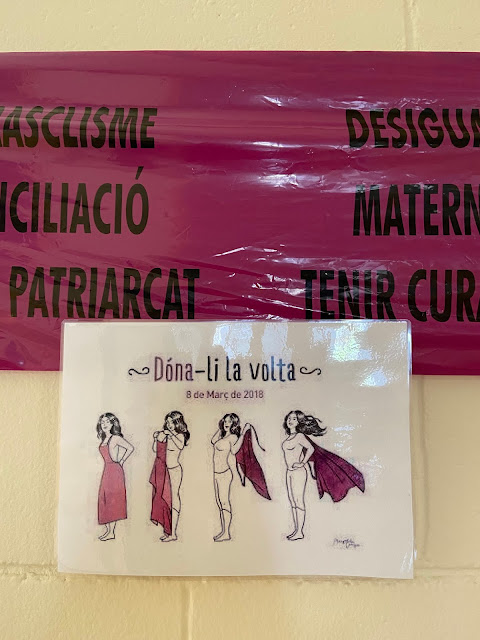 ASCLISME
NCILIACIÓ
PATRIARCAT
DESIGUA
MATERN
TENIR CURA
Dóna-li la volta
8 de Març de 2018